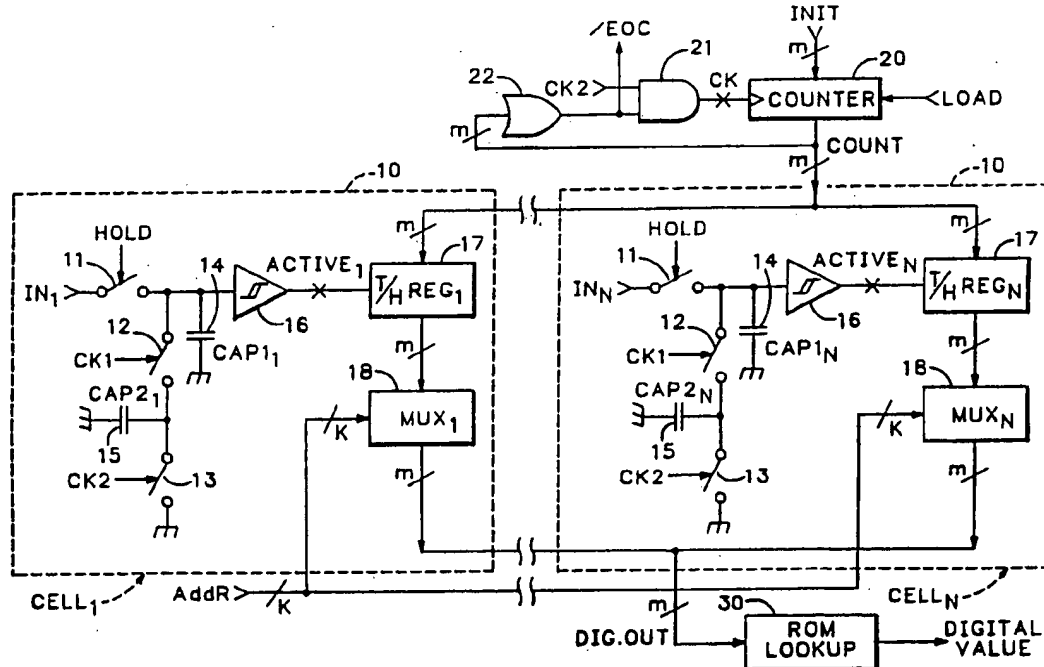 INIT
/EOC
21
m
20
22
CK2
CK
COUNTER
LOAD
m
COUNT
m
10
10
HOLD
m
17
HOLD
m
17
11
14
ACTIVE1
T/H REG1
11
14
ACTIVEN
T/H REGN
IN1
16
INN
16
12
CAP11
m
12
CAP1N
m
CK1
18
CK1
18
CAP21
MUX1
CAP2N
MUXN
15
K
15
K
CK2
13
m
CK2
13
m
CELL1
AddR
K
m
30
CELLN
DIG.OUT
ROM LOOKUP
DIGITAL VALUE